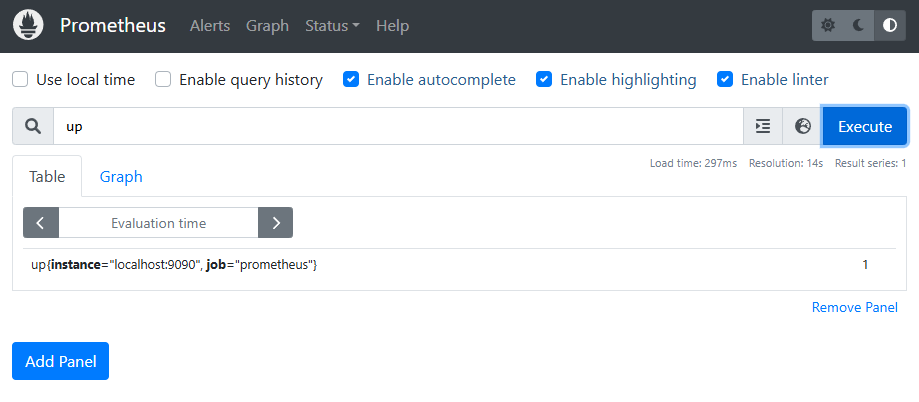 Prometheus Alerts Graph Status Help
Use local time Enable query history Enable autocomplete Enable highlighting Enable linter
up Execute
Load time: 297ms Resolution: 14s Result series: 1
Table Graph
Evaluation time
up{instance="localhost:9090", job="prometheus"} 1
Remove Panel
Add Panel